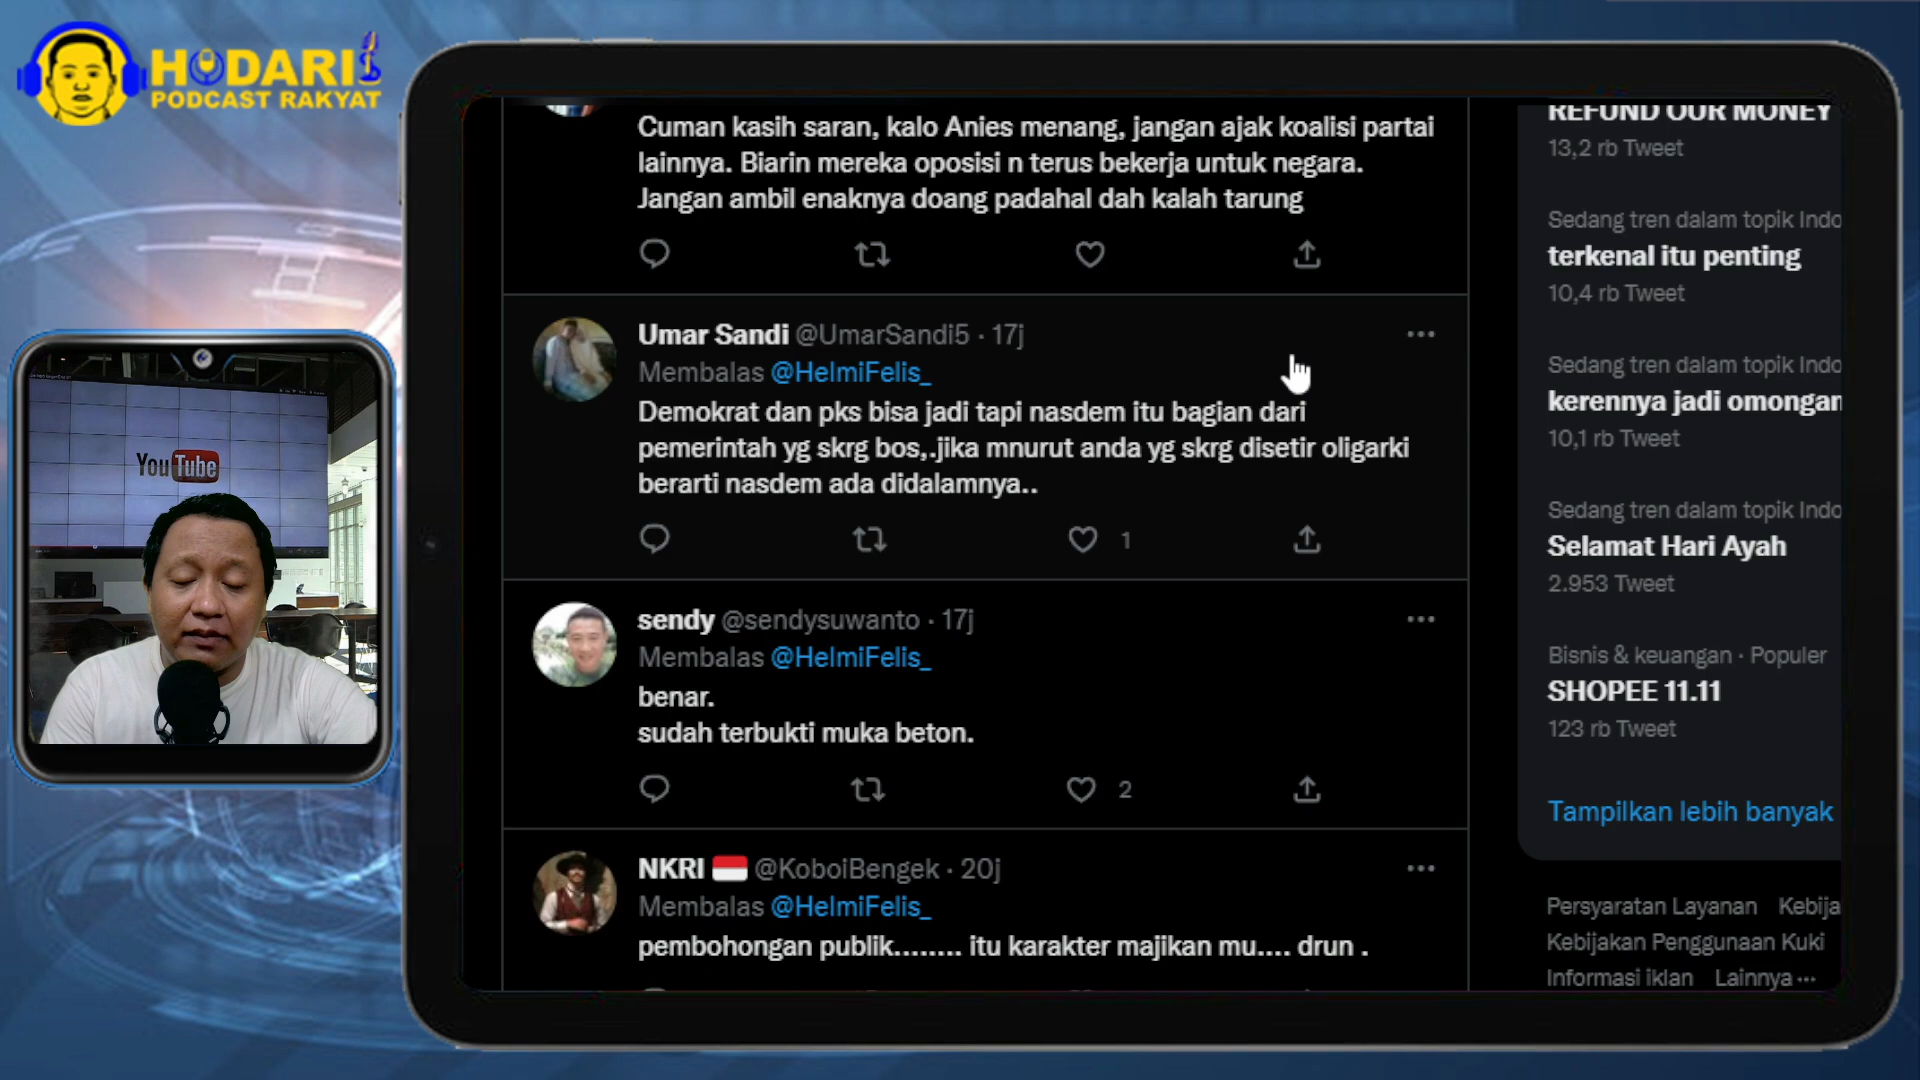 HODARI
PODCAST RAKYAT
YouTube
Cuman kasih saran, kalo Anies menang, jangan ajak koalisi partai
lainnya. Biarin mereka oposisi n terus bekerja untuk negara.
Jangan ambil enaknya doang padahal dah kalah tarung
Umar Sandi @UmarSandi5 · 17j
Membalas @HelmiFelis_
Demokrat dan pks bisa jadi tapi nasdem itu bagian dari
pemerintah yg skrg bos,.jika mnurut anda yg skrg disetir oligarki
berarti nasdem ada didalamnya..
1
sendy @sendysuwanto · 17j
Membalas @HelmiFelis_
benar.
sudah terbukti muka beton.
2
NKRI @KoboiBengek · 20j
Membalas @HelmiFelis_
pembohongan publik........ itu karakter majikan mu.... drun .
REFUND OUR MONEY
13,2 rb Tweet
Sedang tren dalam topik Indo
terkenal itu penting
10,4 rb Tweet
Sedang tren dalam topik Indo
kerennya jadi omongan
10,1 rb Tweet
Sedang tren dalam topik Indo
Selamat Hari Ayah
2.953 Tweet
Bisnis & keuangan · Populer
SHOPEE 11.11
123 rb Tweet
Tampilkan lebih banyak
Persyaratan Layanan Kebija
Kebijakan Penggunaan Kuki
Informasi iklan Lainnya ···